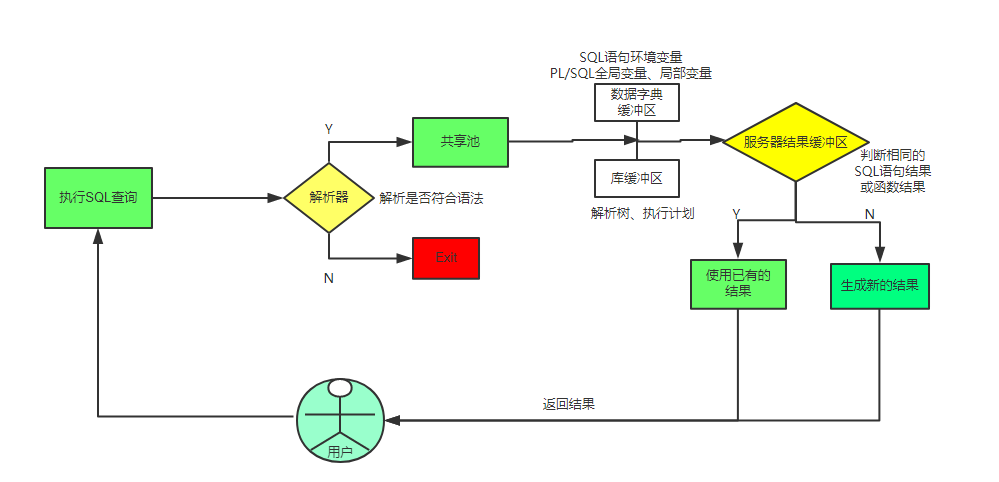 SQL语句环境变量
PL/SQL全局变量、局部变量
数据字典
缓冲区
Y
共享池
服务器结果缓冲区
判断相同的
SQL语句结果
或函数结果
执行SQL查询
解析器
解析是否符合语法
库缓冲区
解析树、执行计划
Y
N
Exit
N
使用已有的
结果
生成新的结果
返回结果
用户